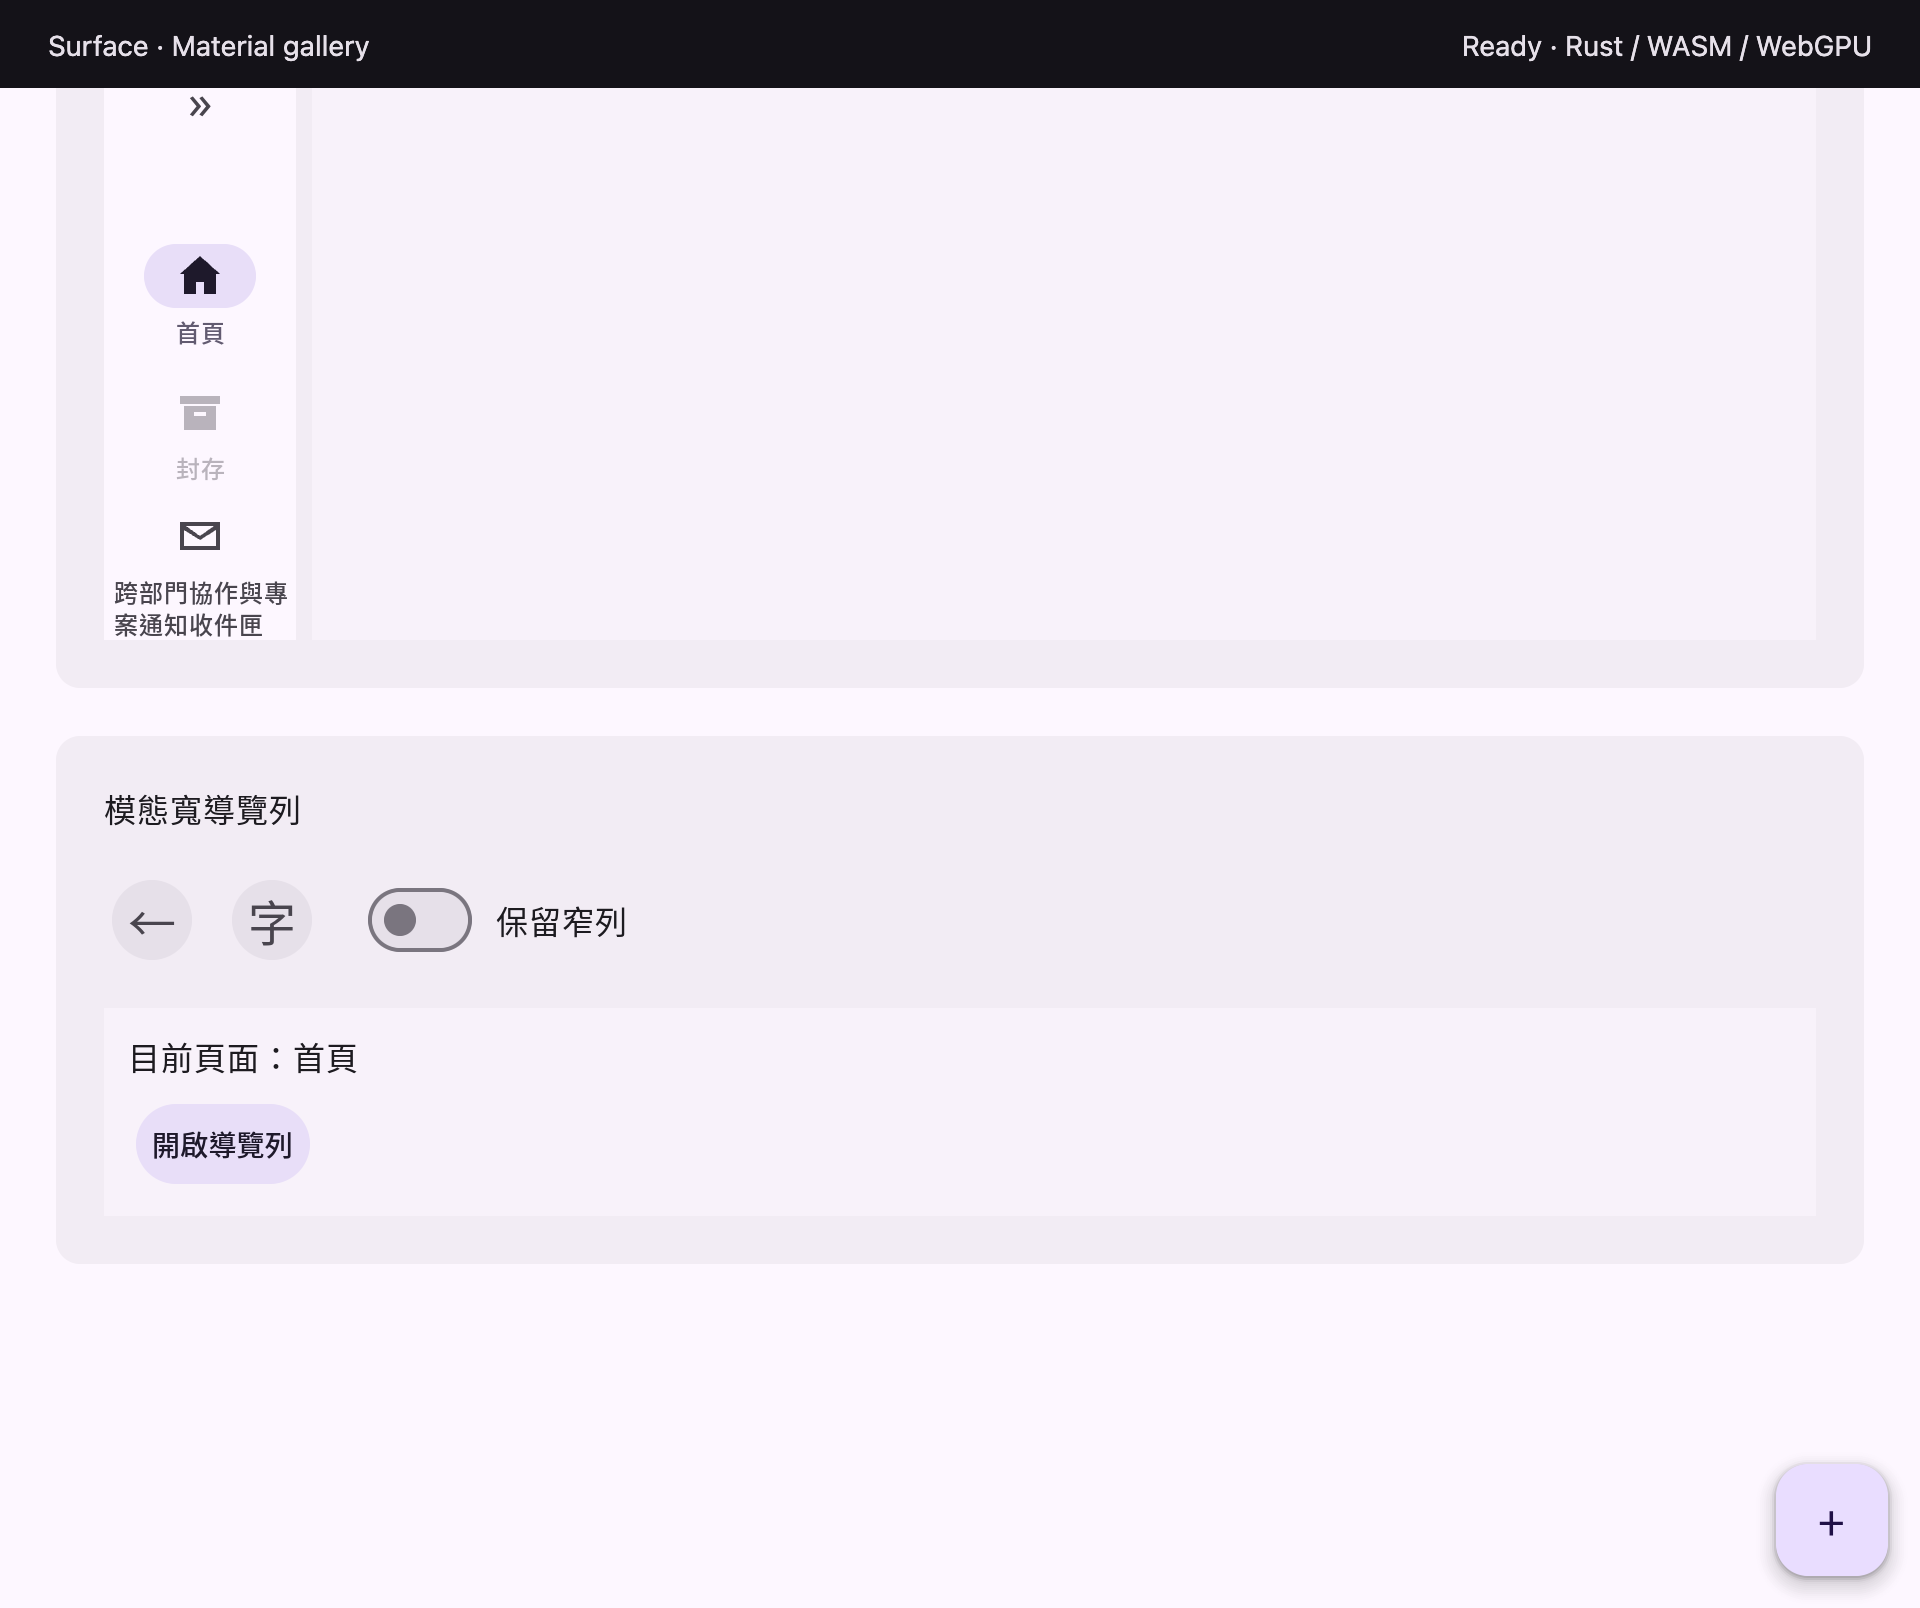 Surface · Material gallery
Ready · Rust / WASM / WebGPU
»
首頁
封存
跨部門協作與專
案通知收件匣
模態寬導覽列
← 字 保留窄列
目前頁面：首頁
開啟導覽列
+